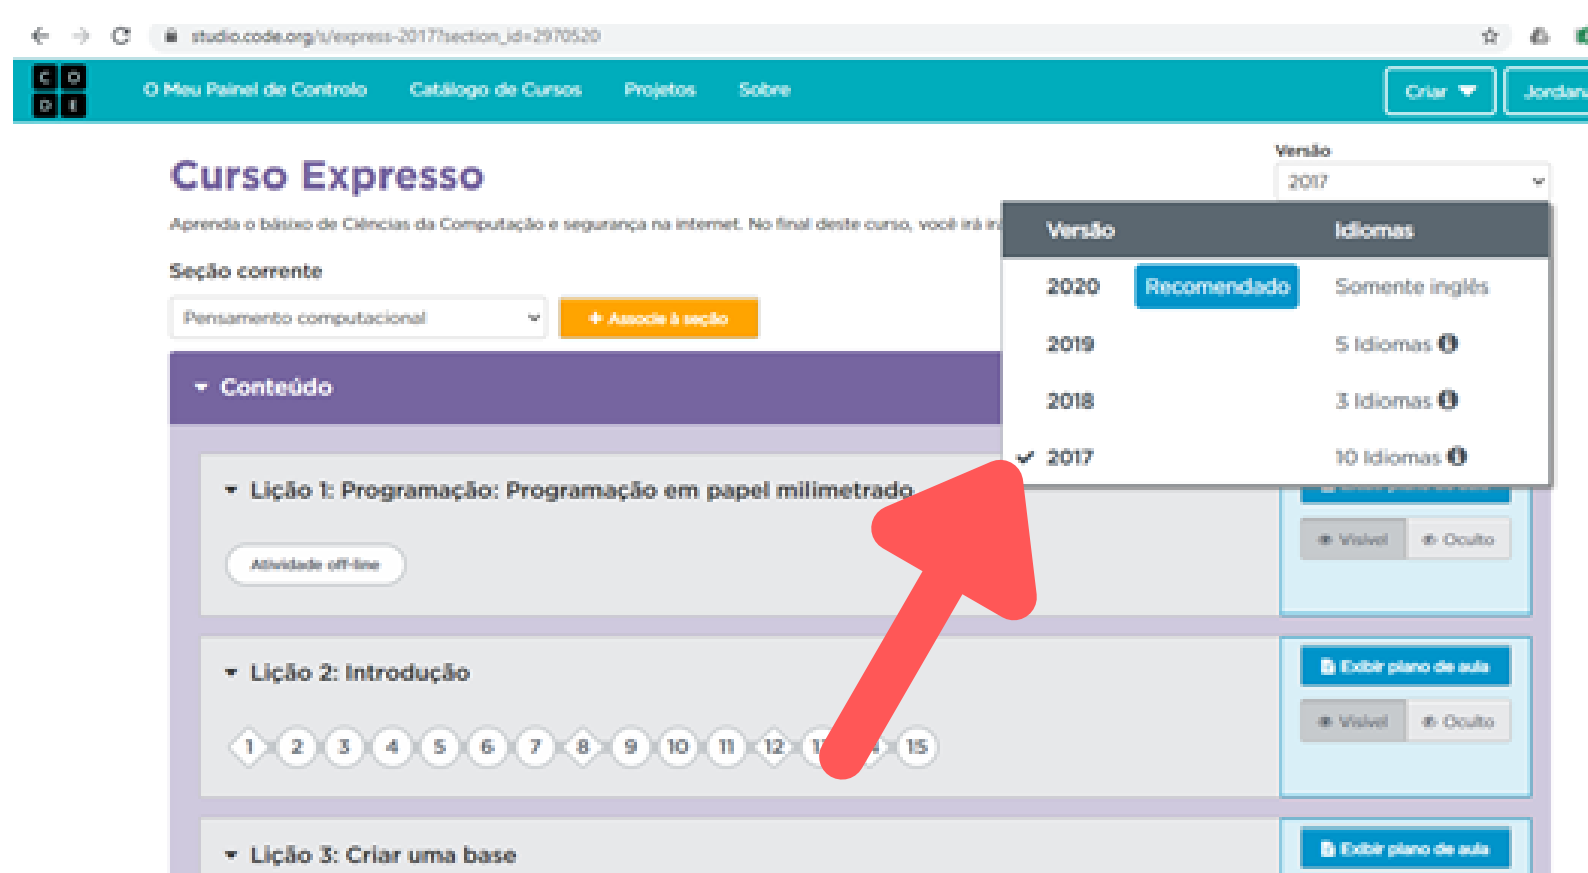 studio.code.org/s/express-2017?section_id=2970520
C O
D E
O Meu Painel de Controlo Catálogo de Cursos Projetos Sobre Criar Jordana
Versão
Curso Expresso
2017
Aprenda o básixo de Ciências da Computação e segurança na internet. No final deste curso, você irá
Versão Idiomas
Seção corrente
2020 Recomendado Somente inglês
Pensamento computacional + Associe à seção
2019 5 Idiomas
Conteúdo
2018 3 Idiomas
2017 10 Idiomas
Lição 1: Programação: Programação em papel milimetrado
Visível Oculto
Atividade off-line
Lição 2: Introdução
Exibir plano de aula
Visível Oculto
1 2 3 4 5 6 7 8 9 10 11 12 15
Lição 3: Criar uma base
Exibir plano de aula